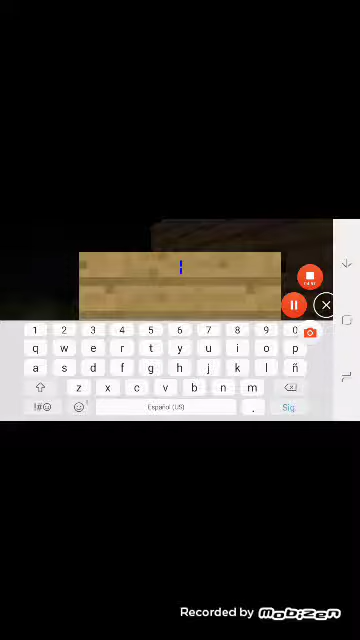 1 2 3 4 5 6 7 8 9 0
q w e r t y u i o p
a s d f g h j k l ñ
z x c v b n m
!#☺ Español (US) , Sig.
Recorded by mobizen